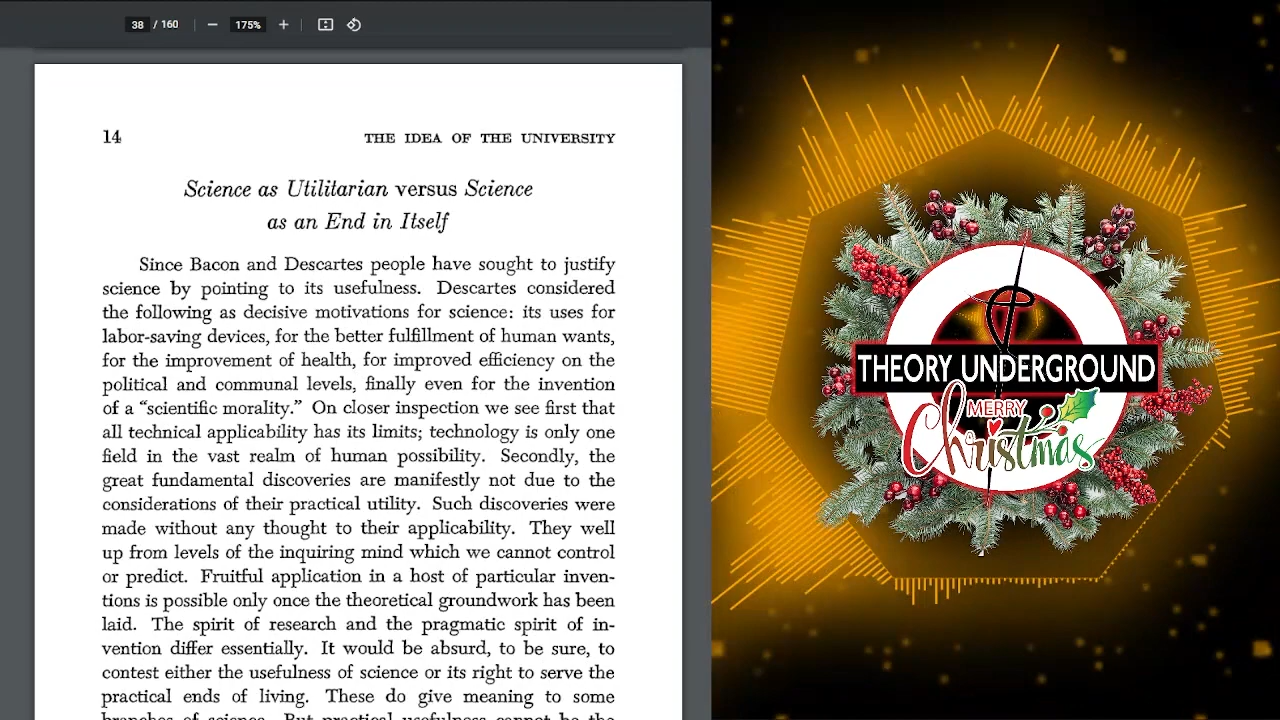 38 / 160
175%
14 THE IDEA OF THE UNIVERSITY
Science as Utilitarian versus Science
as an End in Itself
Since Bacon and Descartes people have sought to justify
science by pointing to its usefulness. Descartes considered
the following as decisive motivations for science: its uses for
labor-saving devices, for the better fulfillment of human wants,
for the improvement of health, for improved efficiency on the
political and communal levels, finally even for the invention
of a “scientific morality.” On closer inspection we see first that
all technical applicability has its limits; technology is only one
field in the vast realm of human possibility. Secondly, the
great fundamental discoveries are manifestly not due to the
considerations of their practical utility. Such discoveries were
made without any thought to their applicability. They well
up from levels of the inquiring mind which we cannot control
or predict. Fruitful application in a host of particular inven-
tions is possible only once the theoretical groundwork has been
laid. The spirit of research and the pragmatic spirit of in-
vention differ essentially. It would be absurd, to be sure, to
contest either the usefulness of science or its right to serve the
practical ends of living. These do give meaning to some
branches of science. But practical usefulness cannot be the
THEORY UNDERGROUND
MERRY
Christmas